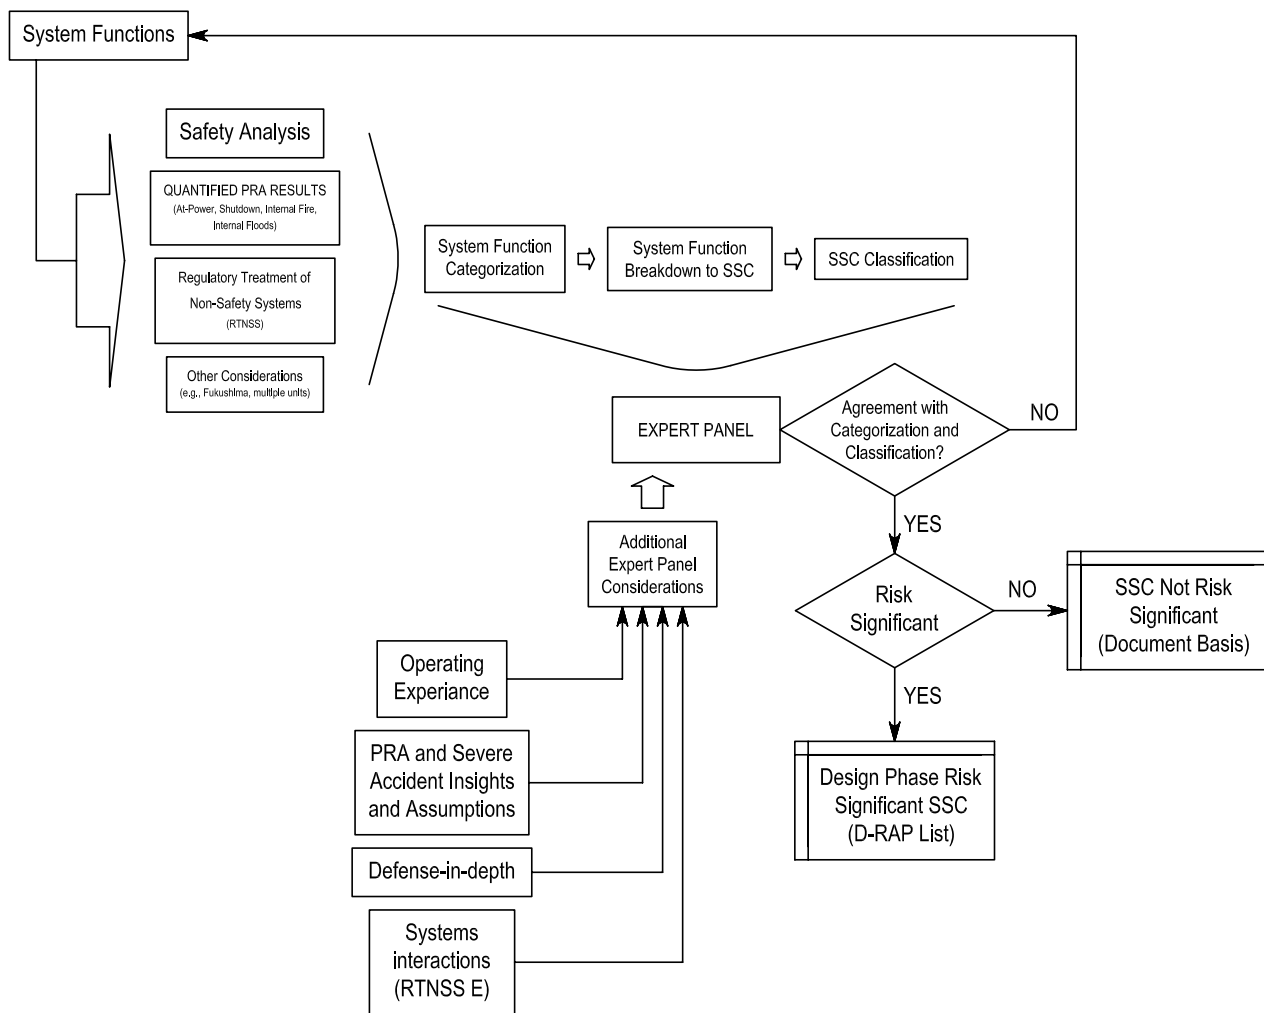 System Functions
Safety Analysis
QUANTIFIED PRA RESULTS
(At-Power, Shutdown, Internal Fire,
Internal Floods)
Regulatory Treatment of
Non-Safety Systems
(RTNSS)
Other Considerations
(e.g., Fukushima, multiple units)
System Function
Categorization
System Function
Breakdown to SSC
SSC Classification
EXPERT PANEL
Agreement with
Categorization and
Classification?
NO
YES
Additional
Expert Panel
Considerations
Risk
Significant
NO
SSC Not Risk
Significant
(Document Basis)
YES
Operating
Experiance
PRA and Severe
Accident Insights
and Assumptions
Defense-in-depth
Systems
interactions
(RTNSS E)
Design Phase Risk
Significant SSC
(D-RAP List)